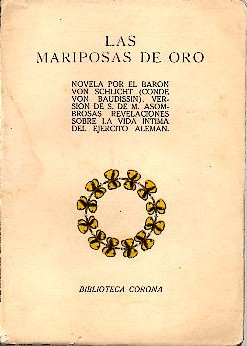 LAS
MARIPOSAS DE ORO
NOVELA POR EL BARON
VON SCHLICHT (CONDE
VON BAUDISSIN). VER-
SION DE S. DE M. ASOM-
BROSAS REVELACIONES
SOBRE LA VIDA INTIMA
DEL EJERCITO ALEMAN.
BIBLIOTECA CORONA